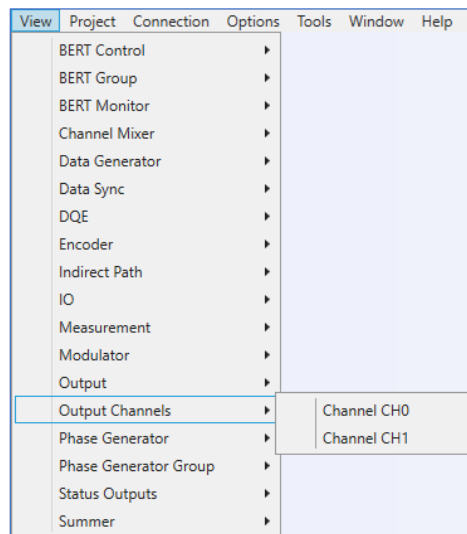 View Project Connection Options Tools Window Help
BERT Control
BERT Group
BERT Monitor
Channel Mixer
Data Generator
Data Sync
DQE
Encoder
Indirect Path
IO
Measurement
Modulator
Output
Output Channels
Channel CH0
Channel CH1
Phase Generator
Phase Generator Group
Status Outputs
Summer